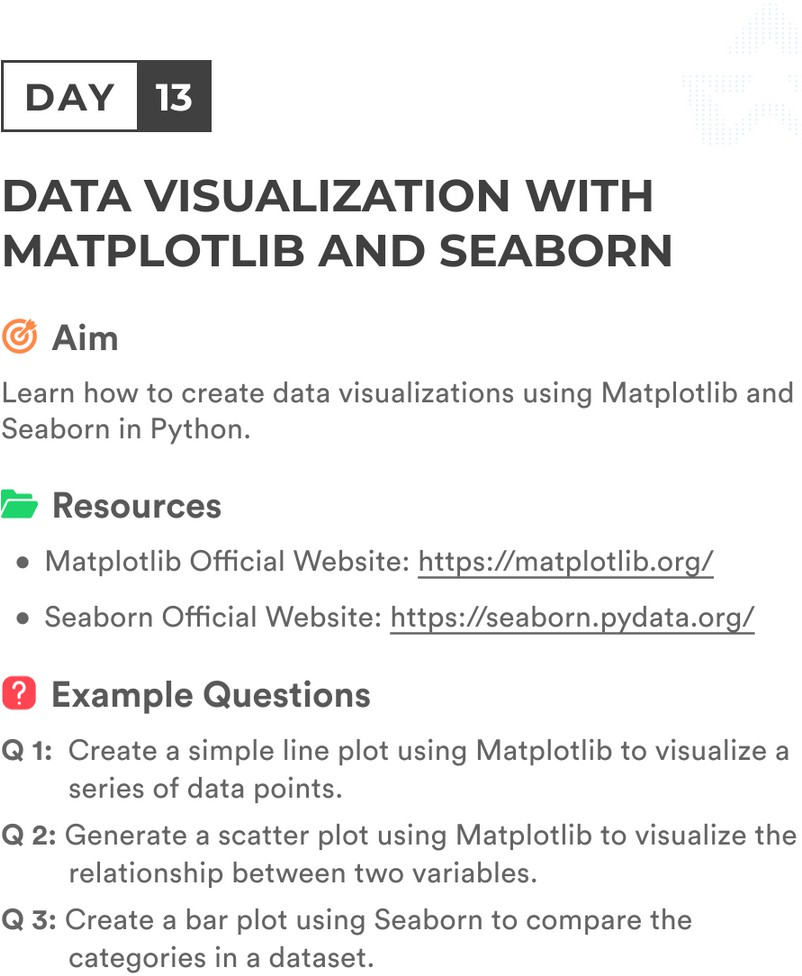 DAY 13
DATA VISUALIZATION WITH
MATPLOTLIB AND SEABORN
Aim
Learn how to create data visualizations using Matplotlib and
Seaborn in Python.
Resources
• Matplotlib Official Website: https://matplotlib.org/
• Seaborn Official Website: https://seaborn.pydata.org/
? Example Questions
Q 1: Create a simple line plot using Matplotlib to visualize a
series of data points.
Q 2: Generate a scatter plot using Matplotlib to visualize the
relationship between two variables.
Q 3: Create a bar plot using Seaborn to compare the
categories in a dataset.